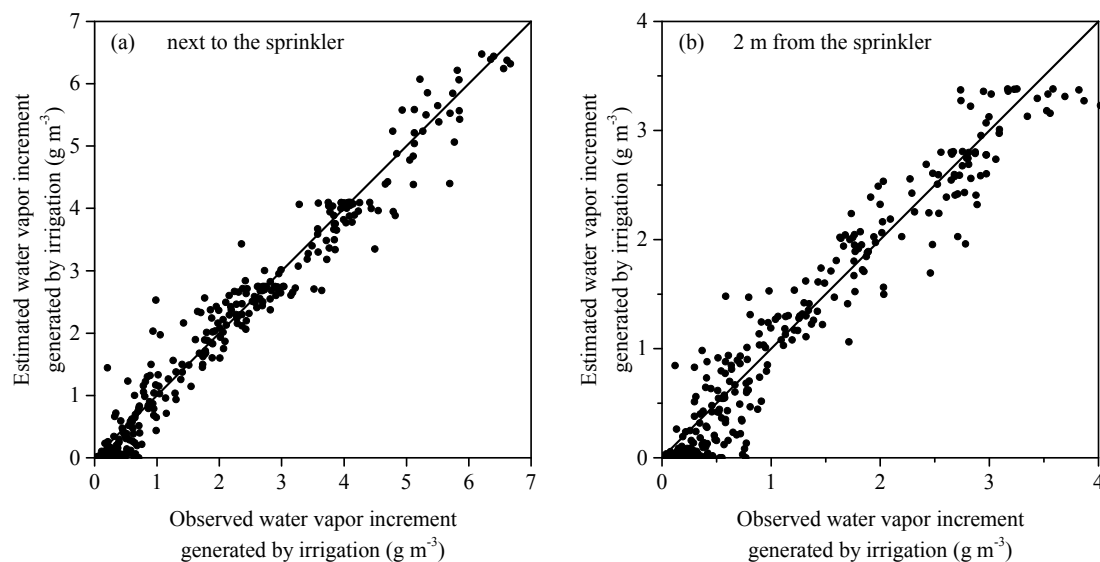 (a) next to the sprinkler
Estimated water vapor increment
generated by irrigation (g m⁻³)
7
6
5
4
3
2
1
0
0 1 2 3 4 5 6 7
Observed water vapor increment
generated by irrigation (g m⁻³)
(b) 2 m from the sprinkler
Estimated water vapor increment
generated by irrigation (g m⁻³)
4
3
2
1
0
0 1 2 3 4
Observed water vapor increment
generated by irrigation (g m⁻³)